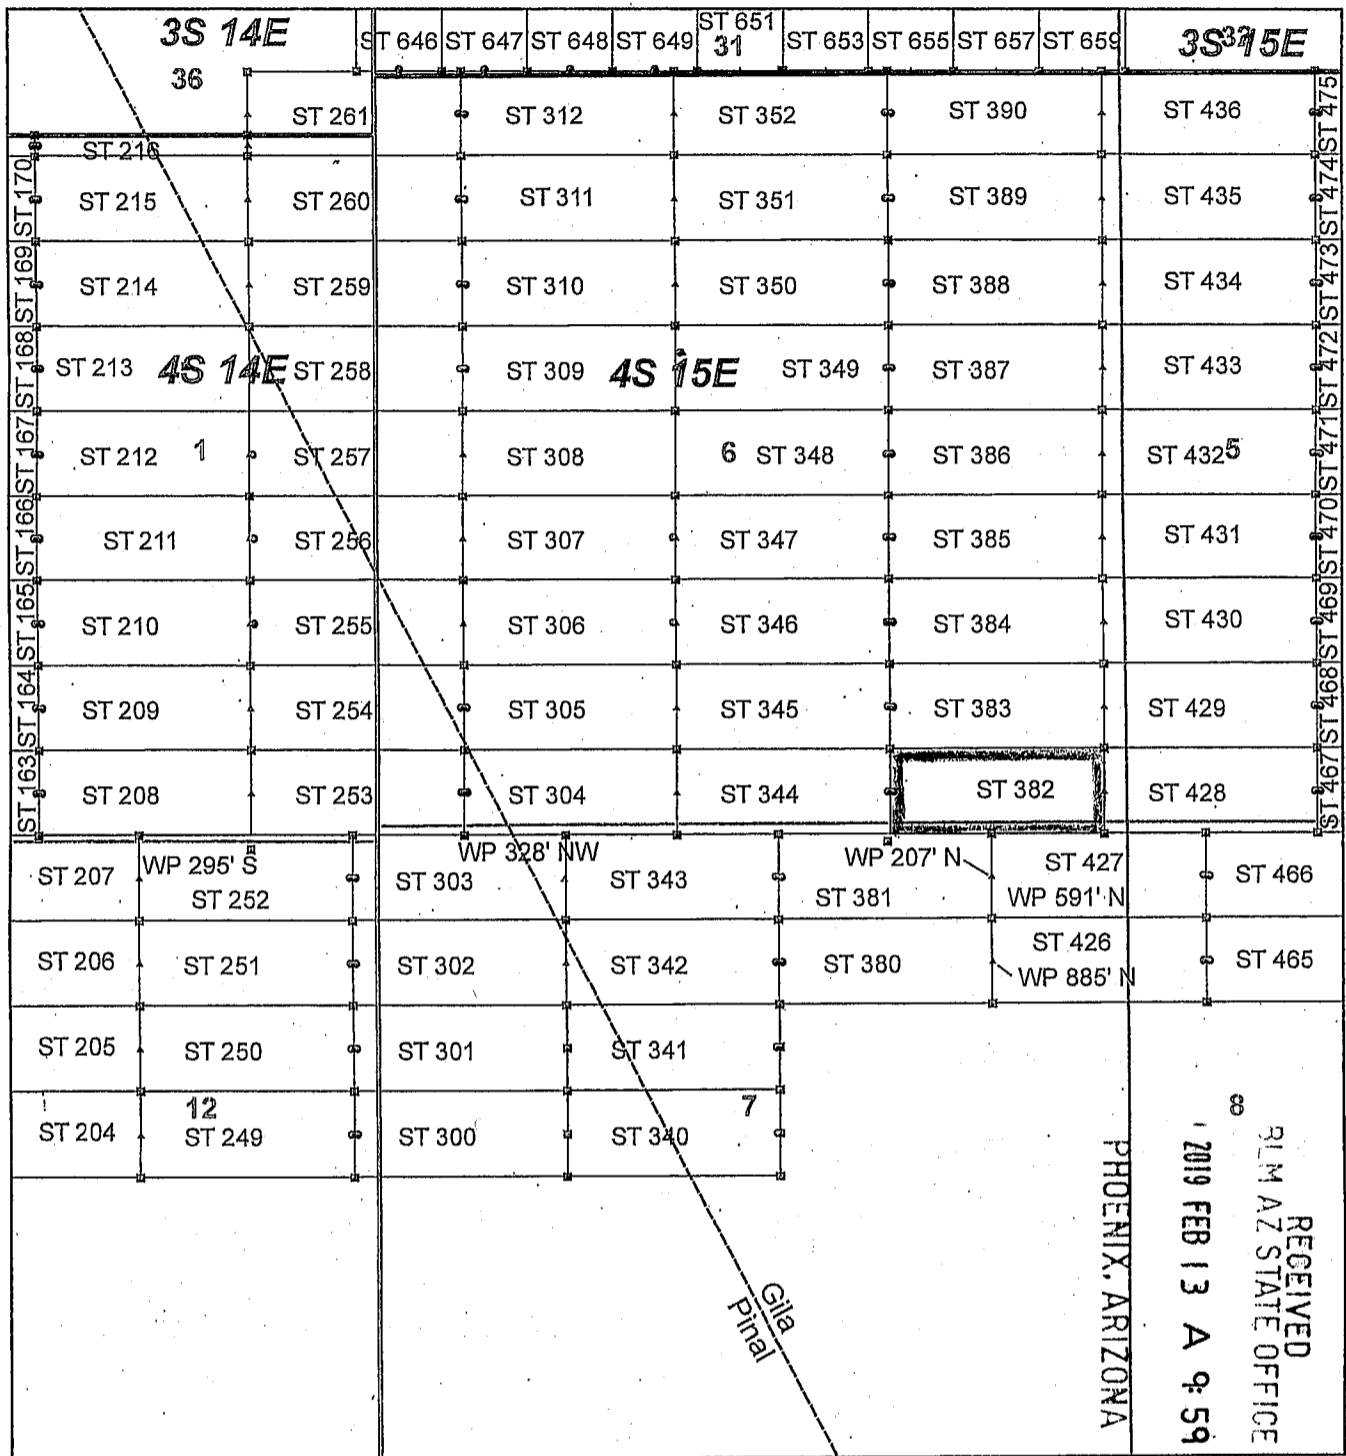 3S 14E
ST 646 ST 647 ST 648 ST 649 ST 651 ST 653 ST 655 ST 657 ST 659
31
3S 15E
32
36
ST 261 ST 312 ST 352 ST 390 ST 436 ST 475
ST 216
ST 170 ST 215 ST 260 ST 311 ST 351 ST 389 ST 435 ST 474
ST 169 ST 214 ST 259 ST 310 ST 350 ST 388 ST 434 ST 473
ST 168 ST 213 4S 14E ST 258 ST 309 4S 15E ST 349 ST 387 ST 433 ST 472
ST 167 ST 212 1 ST 257 ST 308 6 ST 348 ST 386 ST 432 5 ST 471
ST 166 ST 211 ST 256 ST 307 ST 347 ST 385 ST 431 ST 470
ST 165 ST 210 ST 255 ST 306 ST 346 ST 384 ST 430 ST 469
ST 164 ST 209 ST 254 ST 305 ST 345 ST 383 ST 429 ST 468
ST 163 ST 208 ST 253 ST 304 ST 344 ST 382 ST 428 ST 467
WP 295' S WP 328' NW WP 207' N
ST 207 ST 252 ST 303 ST 343 ST 381 ST 427 ST 466
WP 591' N
ST 206 ST 251 ST 302 ST 342 ST 380 ST 426 ST 465
WP 885' N
ST 205 ST 250 ST 301 ST 341
12 7 8
ST 204 ST 249 ST 300 ST 340
Gila
Pinal
RECEIVED
BLM AZ STATE OFFICE
2019 FEB 13 A 9:59
PHOENIX, ARIZONA